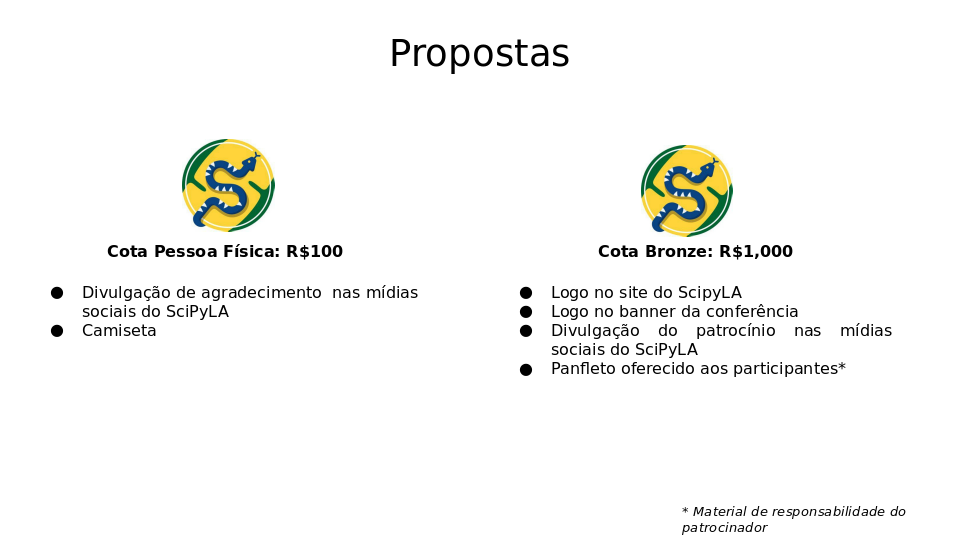 Propostas
Cota Pessoa Física: R$100
● Divulgação de agradecimento  nas mídias
sociais do SciPyLA
● Camiseta
Cota Bronze: R$1,000
● Logo no site do ScipyLA
● Logo no banner da conferência
● Divulgação do patrocínio nas mídias
sociais do SciPyLA
● Panfleto oferecido aos participantes*
* Material de responsabilidade do
patrocinador